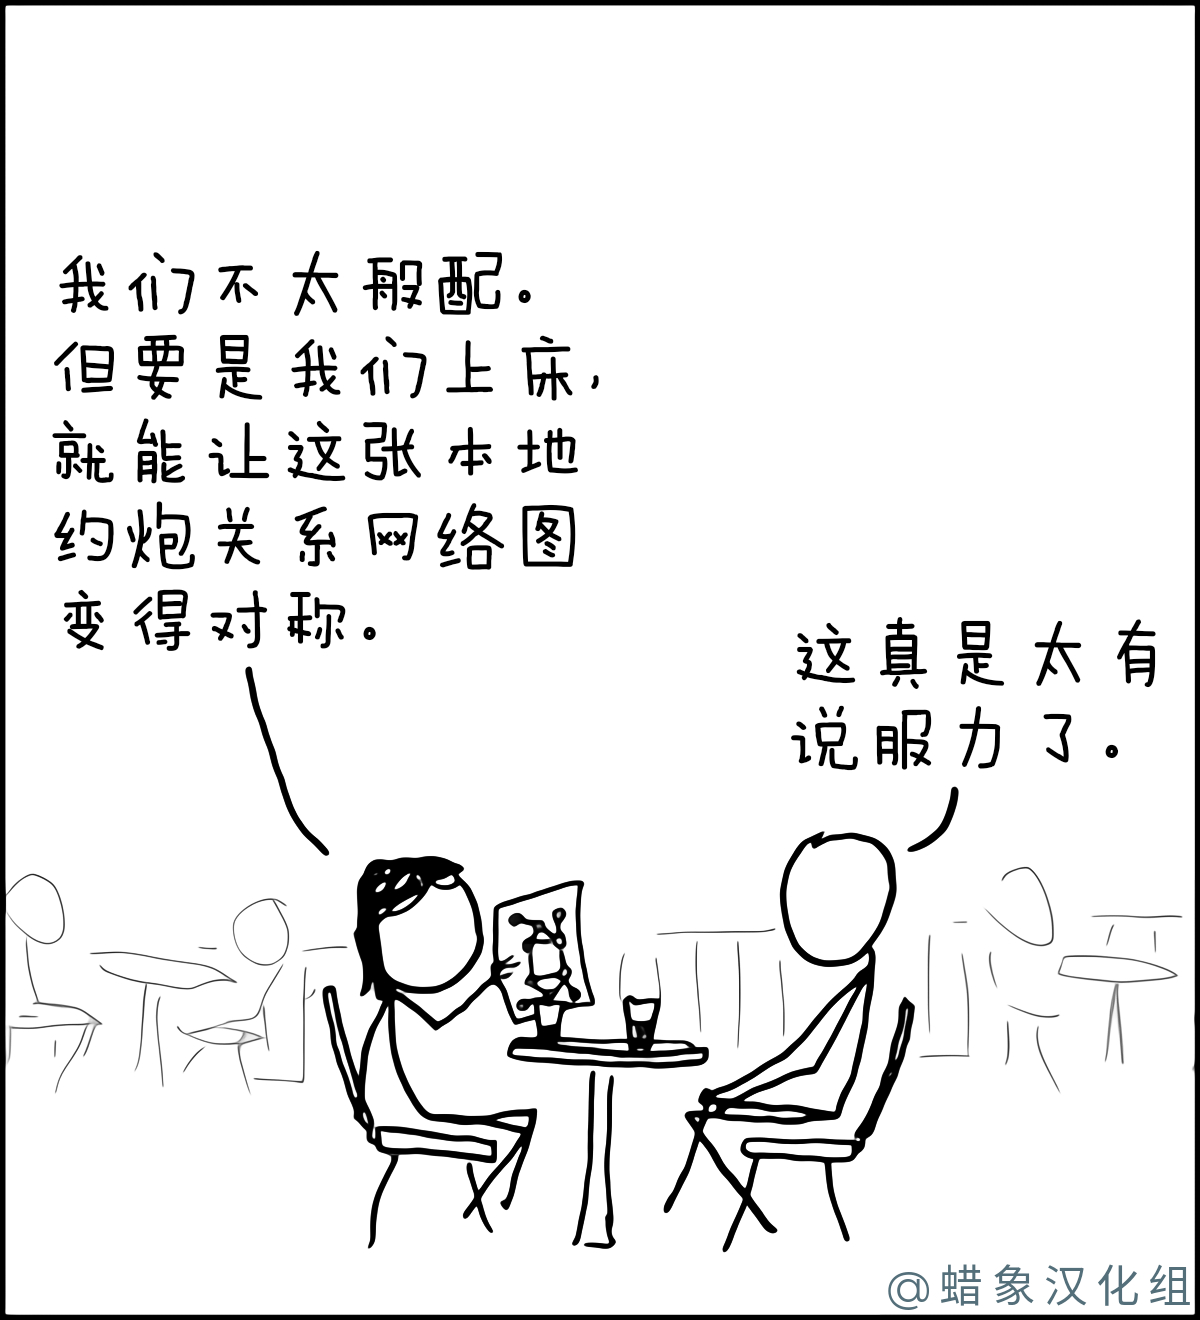 我们不太般配。
但要是我们上床，
就能让这张本地
约炮关系网络图
变得对称。
这真是太有
说服力了。
@蜡象汉化组